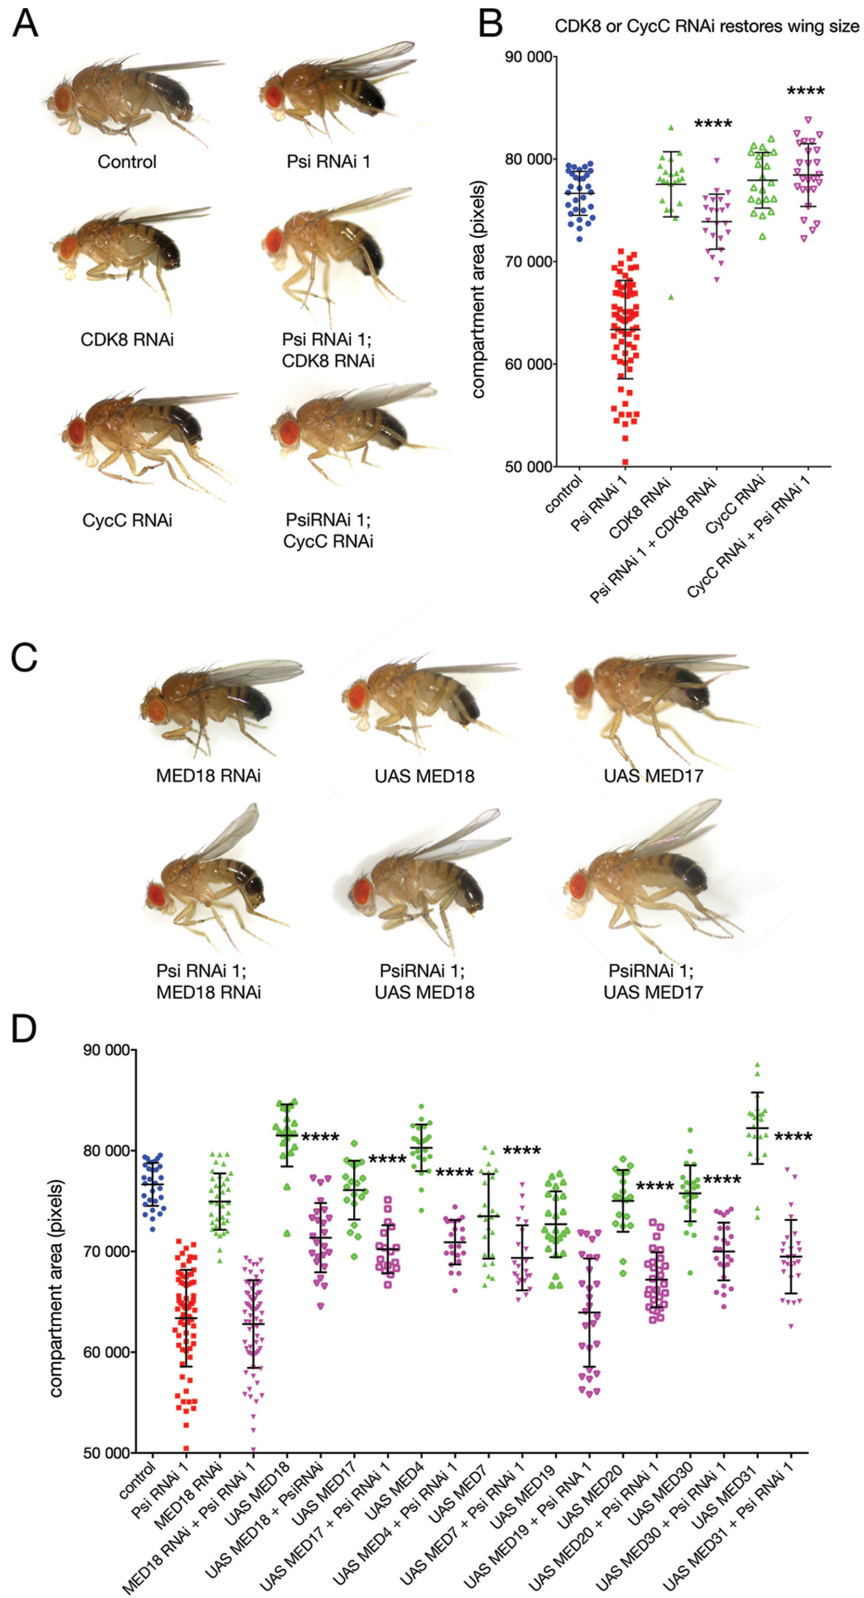 A
Control
Psi RNAi 1
CDK8 RNAi
Psi RNAi 1;
CDK8 RNAi
CycC RNAi
PsiRNAi 1;
CycC RNAi
B
CDK8 or CycC RNAi restores wing size
compartment area (pixels)
90 000
80 000
70 000
60 000
50 000
****
****
control
Psi RNAi 1
CDK8 RNAi
Psi RNAi 1 + CDK8 RNAi
CycC RNAi
CycC RNAi + Psi RNAi 1
C
MED18 RNAi
UAS MED18
UAS MED17
Psi RNAi 1;
MED18 RNAi
PsiRNAi 1;
UAS MED18
PsiRNAi 1;
UAS MED17
D
compartment area (pixels)
90 000
80 000
70 000
60 000
50 000
****
****
****
****
****
****
****
control
Psi RNAi 1
MED18 RNAi
MED18 RNAi + Psi RNAi 1
UAS MED18
UAS MED18 + PsiRNAi
UAS MED17
UAS MED17 + Psi RNAi 1
UAS MED4
UAS MED4 + Psi RNAi 1
UAS MED7
UAS MED7 + Psi RNAi 1
UAS MED19
UAS MED19 + Psi RNA 1
UAS MED20
UAS MED20 + Psi RNAi 1
UAS MED30
UAS MED30 + Psi RNAi 1
UAS MED31
UAS MED31 + Psi RNAi 1